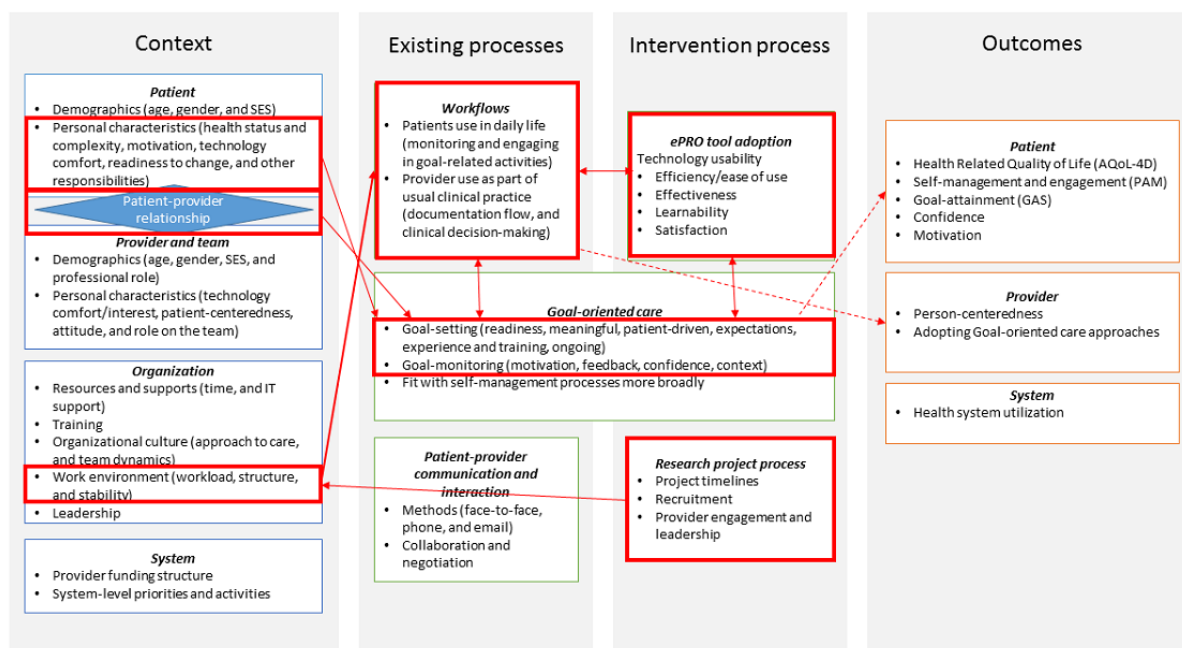 Context
Patient
• Demographics (age, gender, and SES)
• Personal characteristics (health status and
complexity, motivation, technology
comfort, readiness to change, and other
responsibilities)
Patient-provider
relationship
Provider and team
• Demographics (age, gender, SES, and
professional role)
• Personal characteristics (technology
comfort/interest, patient-centeredness,
attitude, and role on the team)
Organization
• Resources and supports (time, and IT
support)
• Training
• Organizational culture (approach to care,
and team dynamics)
• Work environment (workload, structure,
and stability)
• Leadership
System
• Provider funding structure
• System-level priorities and activities
Existing processes
Workflows
• Patients use in daily life
(monitoring and engaging
in goal-related activities)
• Provider use as part of
usual clinical practice
(documentation flow, and
clinical decision-making)
Intervention process
ePRO tool adoption
Technology usability
• Efficiency/ease of use
• Effectiveness
• Learnability
• Satisfaction
Goal-oriented care
• Goal-setting (readiness, meaningful, patient-driven, expectations,
experience and training, ongoing)
• Goal-monitoring (motivation, feedback, confidence, context)
• Fit with self-management processes more broadly
Patient-provider
communication and
interaction
• Methods (face-to-face,
phone, and email)
• Collaboration and
negotiation
Research project process
• Project timelines
• Recruitment
• Provider engagement and
leadership
Outcomes
Patient
• Health Related Quality of Life (AQoL-4D)
• Self-management and engagement (PAM)
• Goal-attainment (GAS)
• Confidence
• Motivation
Provider
• Person-centeredness
• Adopting Goal-oriented care approaches
System
• Health system utilization